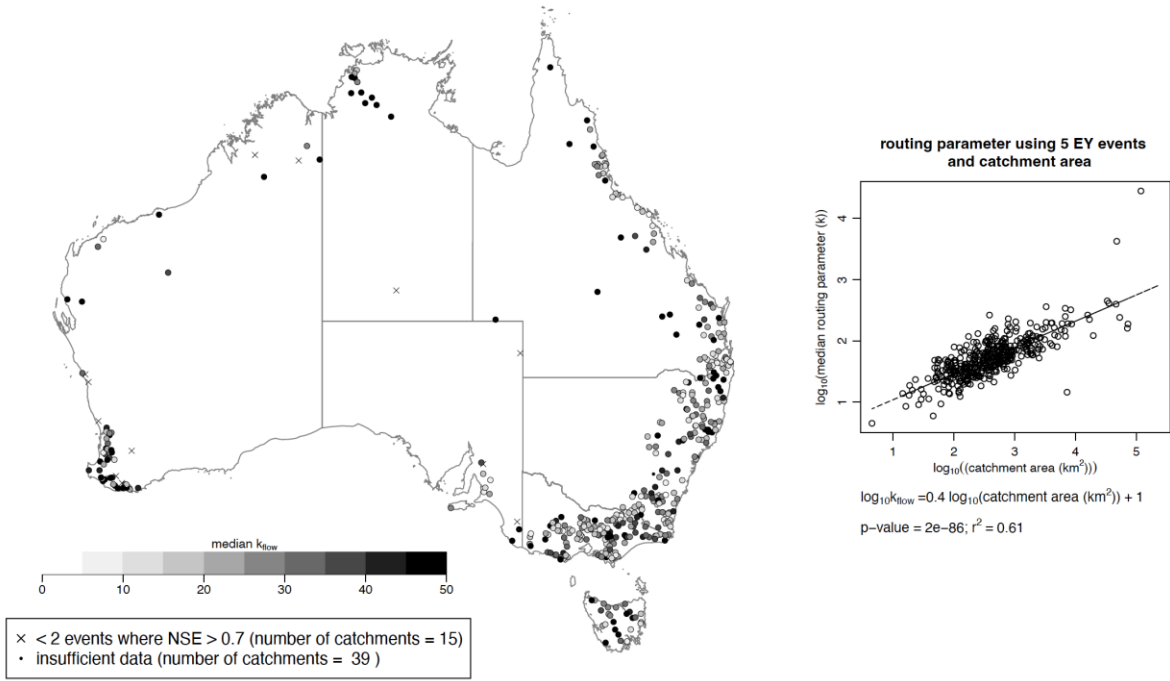 routing parameter using 5 EY events
and catchment area
log10(median routing parameter (k))
4
3
2
1
1 2 3 4 5
log10((catchment area (km²)))
log10kflow =0.4 log10(catchment area (km²)) + 1
p−value = 2e−86; r² = 0.61
median kflow
0 10 20 30 40 50
× < 2 events where NSE > 0.7 (number of catchments = 15)
• insufficient data (number of catchments = 39 )